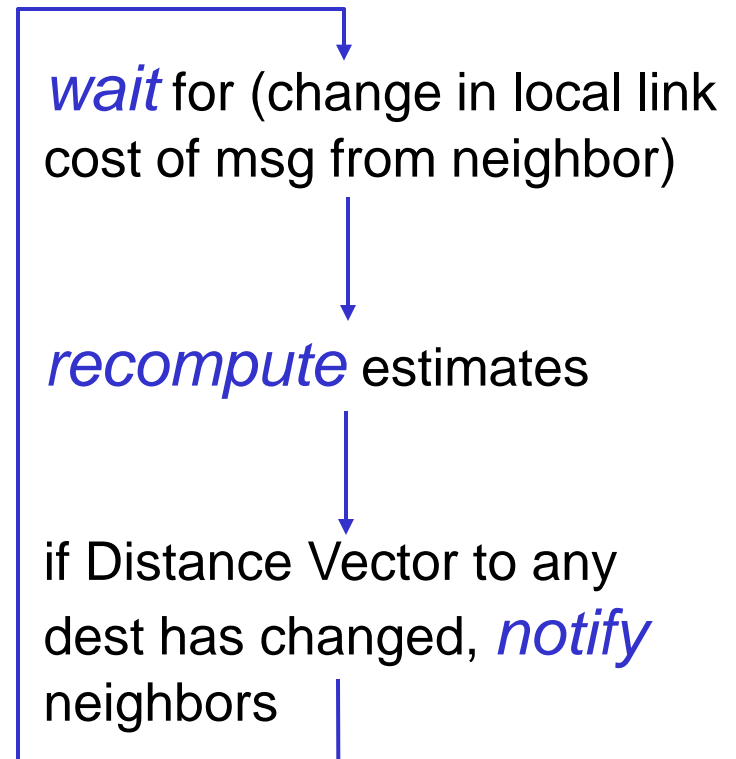 wait for (change in local link
cost of msg from neighbor)
recompute estimates
if Distance Vector to any
dest has changed, notify
neighbors